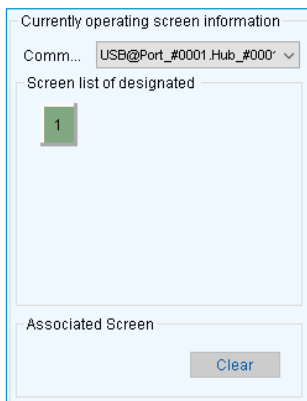 Currently operating screen information
Comm... USB@Port_#0001.Hub_#000
Screen list of designated
1
Associated Screen
Clear